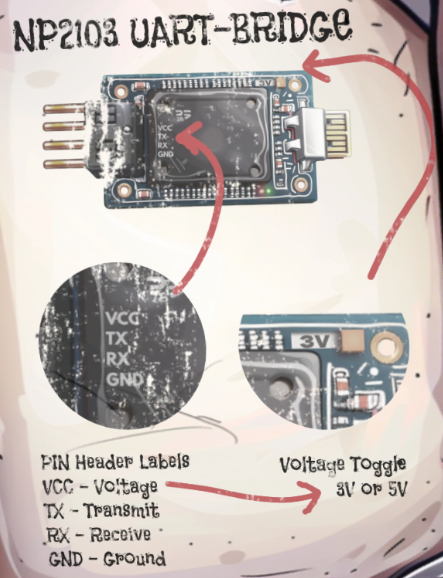 NP2103 UART-BRIDGE
3V
VCC
TX
RX
GND
VCC
TX
RX
GND
3V
PIN Header Labels
VCC - Voltage
TX - Transmit
RX - Receive
GND - Ground
Voltage Toggle
3V or 5V